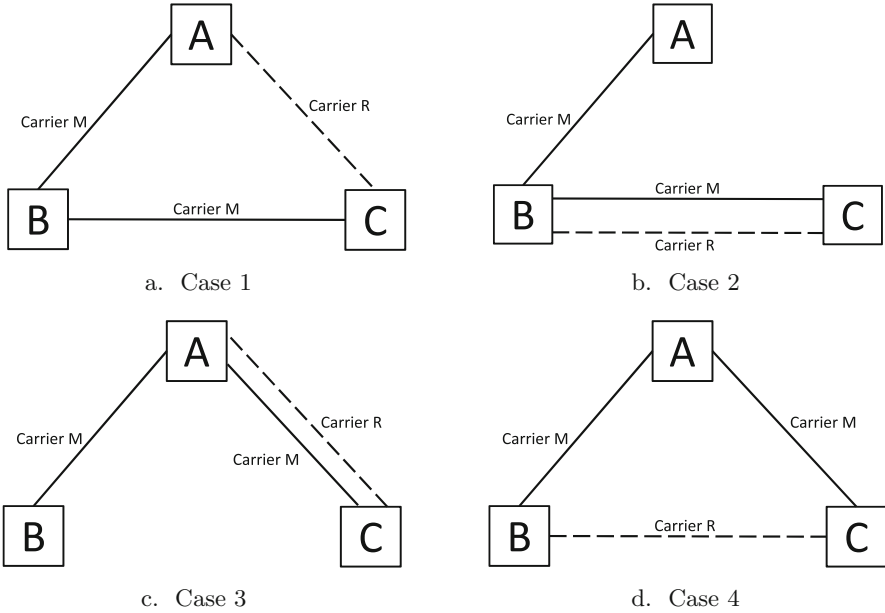 A
Carrier M
Carrier R
B
Carrier M
C
a. Case 1
A
Carrier M
B
Carrier M
Carrier R
C
b. Case 2
A
Carrier M
Carrier R
Carrier M
B
C
c. Case 3
A
Carrier M
Carrier M
B
Carrier R
C
d. Case 4